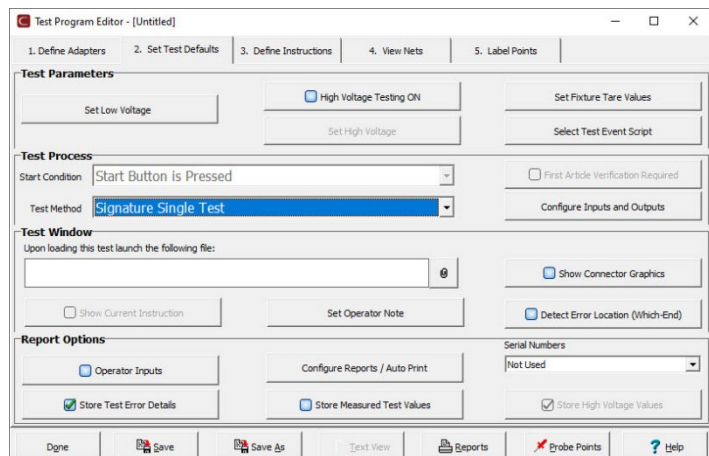 Test Program Editor - [Untitled]
1. Define Adapters
2. Set Test Defaults
3. Define Instructions
4. View Nets
5. Label Points
Test Parameters
Set Low Voltage
High Voltage Testing ON
Set Fixture Tare Values
Set High Voltage
Select Test Event Script
Test Process
Start Condition
Start Button is Pressed
First Article Verification Required
Test Method
Signature Single Test
Configure Inputs and Outputs
Test Window
Upon loading this test launch the following file:
Show Connector Graphics
Show Current Instruction
Set Operator Note
Detect Error Location (Which-End)
Report Options
Serial Numbers
Operator Inputs
Configure Reports / Auto Print
Not Used
Store Test Error Details
Store Measured Test Values
Store High Voltage Values
Done
Save
Save As
Text View
Reports
Probe Points
Help